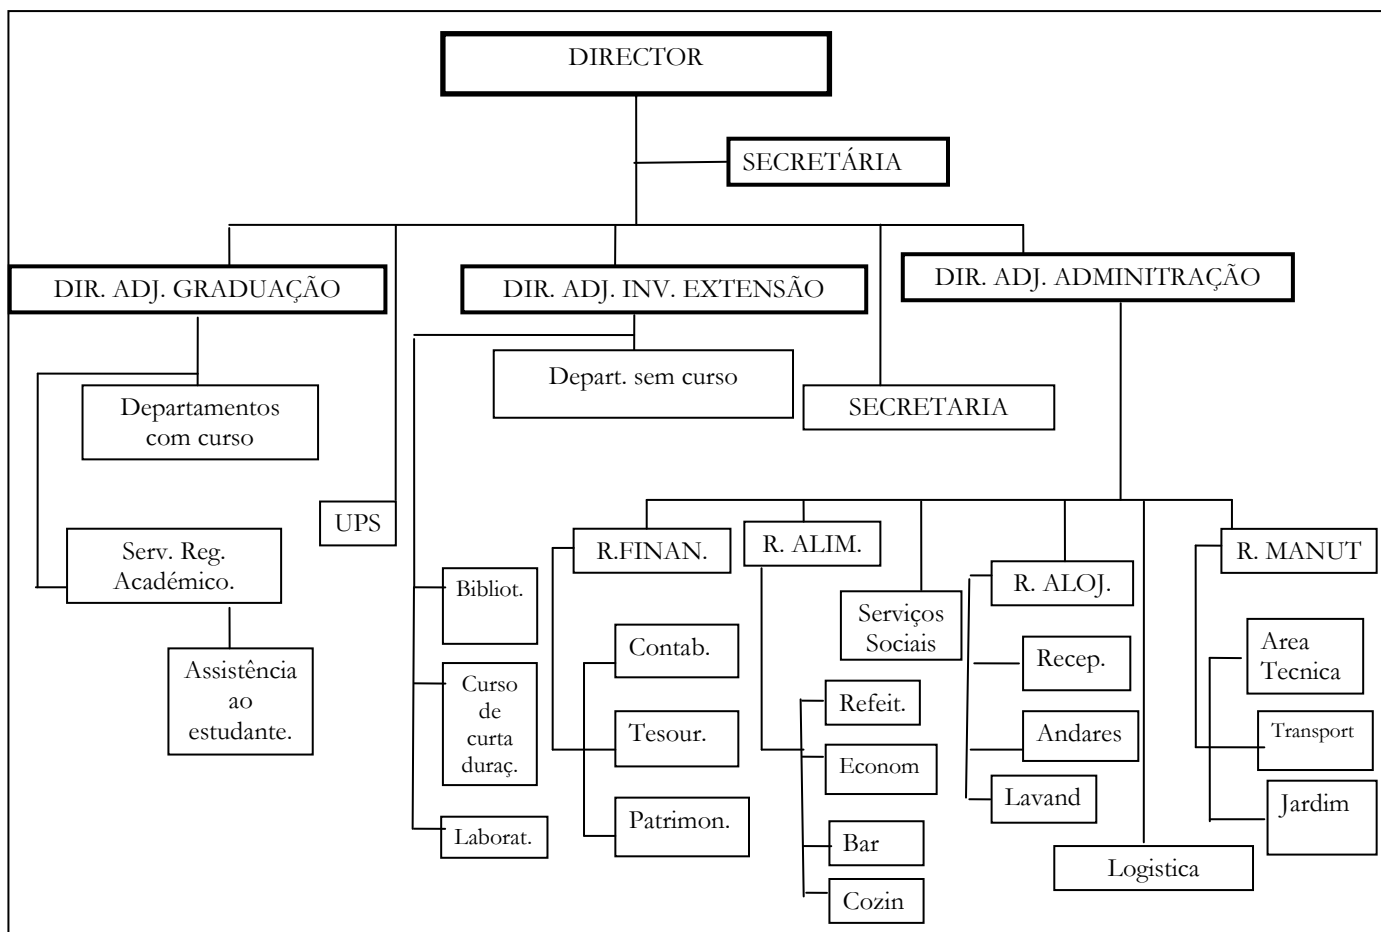 DIRECTOR
SECRETÁRIA
DIR. ADJ. GRADUAÇÃO
DIR. ADJ. INV. EXTENSÃO
DIR. ADJ. ADMINITRAÇÃO
Depart. sem curso
Departamentos
com curso
SECRETARIA
UPS
Serv. Reg.
Académico.
R.FINAN.
R. ALIM.
R. ALOJ.
R. MANUT
Bibliot.
Serviços
Sociais
Contab.
Recep.
Area
Tecnica
Assistência
ao
estudante.
Curso
de
curta
duraç.
Refeit.
Tesour.
Andares
Transport
Econom
Lavand
Jardim
Laborat.
Patrimon.
Bar
Logistica
Cozin